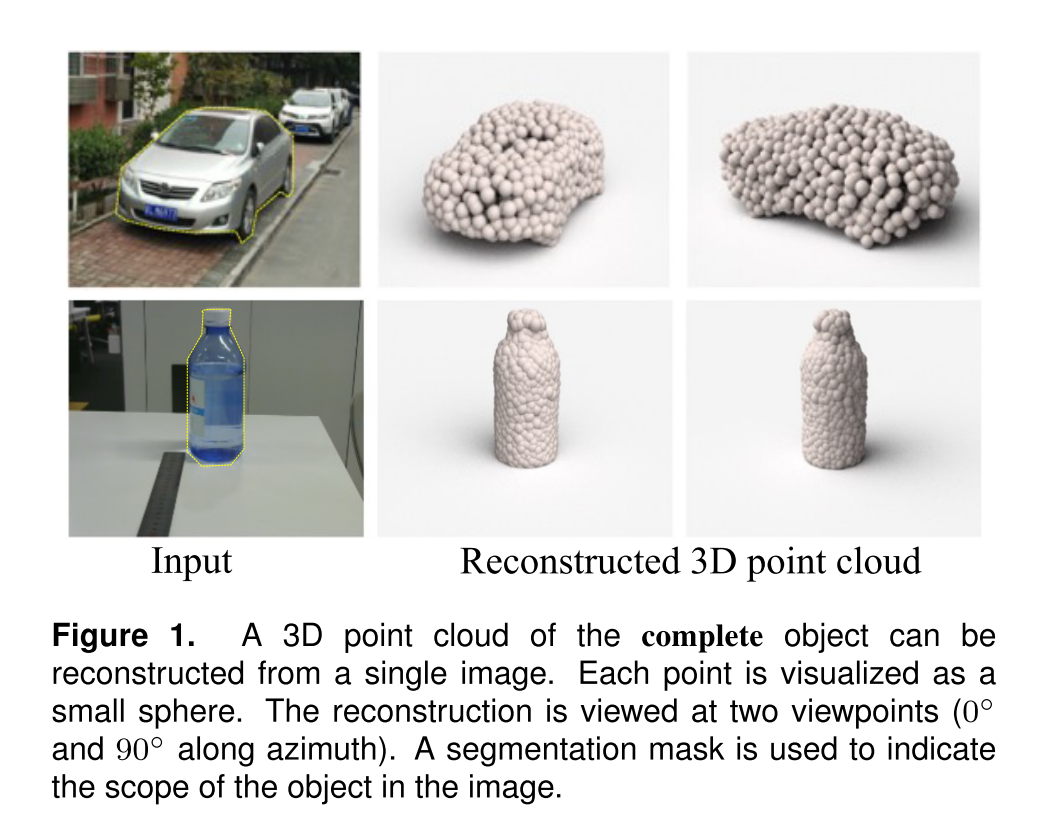 Input
Reconstructed 3D point cloud
Figure 1. A 3D point cloud of the complete object can be
reconstructed from a single image. Each point is visualized as a
small sphere. The reconstruction is viewed at two viewpoints (0°
and 90° along azimuth). A segmentation mask is used to indicate
the scope of the object in the image.